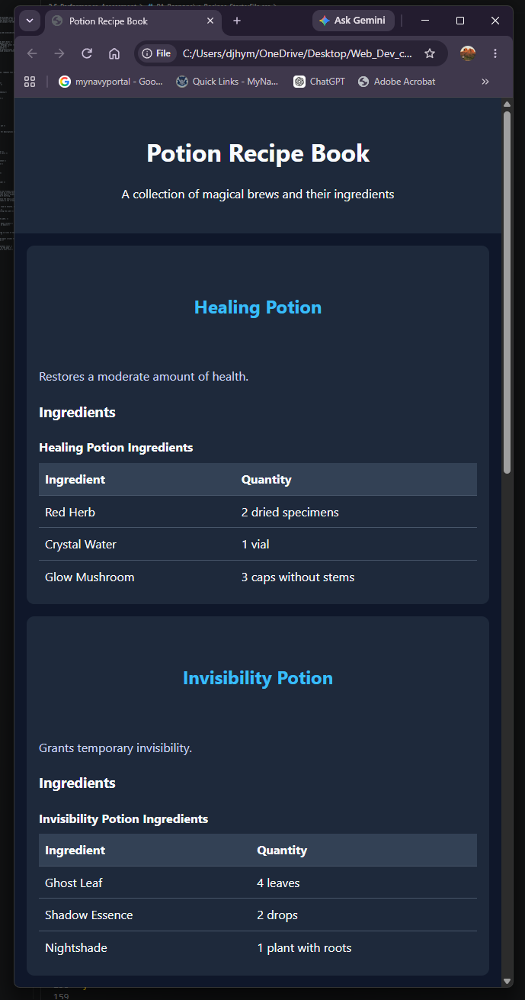 Potion Recipe Book
Ask Gemini
File C:/Users/djhym/OneDrive/Desktop/Web_Dev_c...
mynavyportal - Goo... Quick Links - MyNa... ChatGPT Adobe Acrobat »
Potion Recipe Book
A collection of magical brews and their ingredients
Healing Potion
Restores a moderate amount of health.
Ingredients
Healing Potion Ingredients
Ingredient Quantity
Red Herb 2 dried specimens
Crystal Water 1 vial
Glow Mushroom 3 caps without stems
Invisibility Potion
Grants temporary invisibility.
Ingredients
Invisibility Potion Ingredients
Ingredient Quantity
Ghost Leaf 4 leaves
Shadow Essence 2 drops
Nightshade 1 plant with roots
159